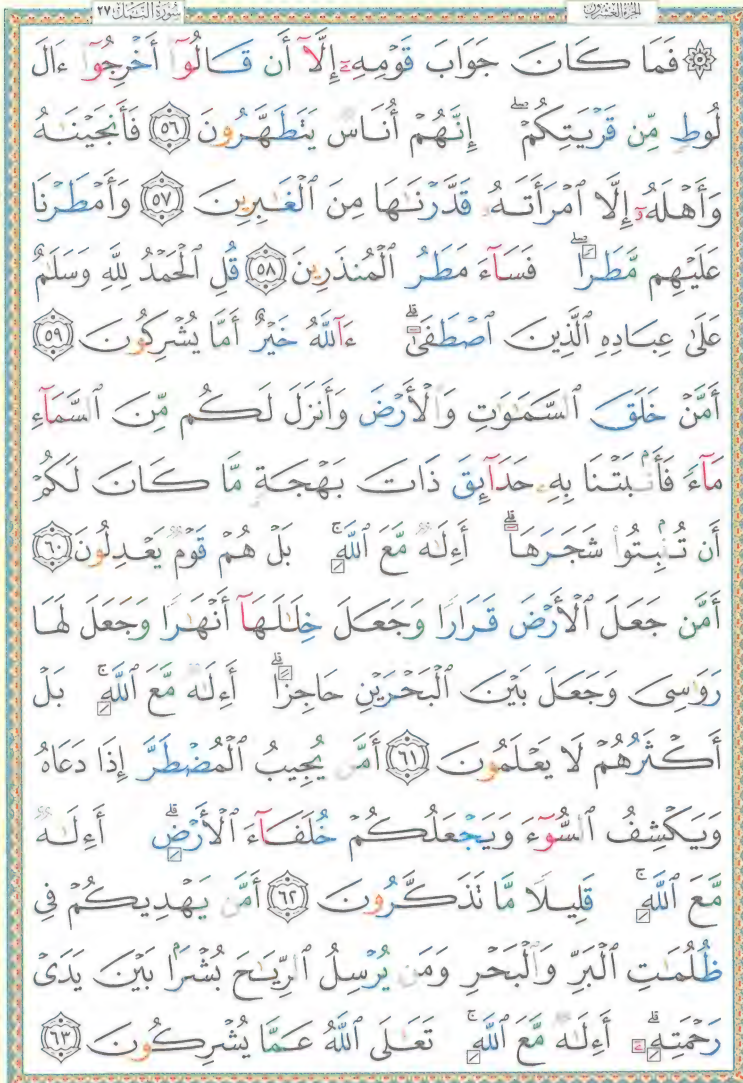 الجزء العشرون سورة النمل ٢٧
۞ فَمَا كَانَ جَوَابَ قَوْمِهِۦٓ إِلَّآ أَن قَالُوٓا۟ أَخْرِجُوٓا۟ ءَالَ
لُوطٍ مِّن قَرْيَتِكُمْ ۖ إِنَّهُمْ أُنَاسٌ يَتَطَهَّرُونَ ٥٦ فَأَنجَيْنَـٰهُ
وَأَهْلَهُۥٓ إِلَّا ٱمْرَأَتَهُۥ قَدَّرْنَـٰهَا مِنَ ٱلْغَـٰبِرِينَ ٥٧ وَأَمْطَرْنَا
عَلَيْهِم مَّطَرًا ۖ فَسَآءَ مَطَرُ ٱلْمُنذَرِينَ ٥٨ قُلِ ٱلْحَمْدُ لِلَّهِ وَسَلَـٰمٌ
عَلَىٰ عِبَادِهِ ٱلَّذِينَ ٱصْطَفَىٰٓ ۗ ءَآللَّهُ خَيْرٌ أَمَّا يُشْرِكُونَ ٥٩
أَمَّنْ خَلَقَ ٱلسَّمَـٰوَٰتِ وَٱلْأَرْضَ وَأَنزَلَ لَكُم مِّنَ ٱلسَّمَآءِ
مَآءً فَأَنۢبَتْنَا بِهِۦ حَدَآئِقَ ذَاتَ بَهْجَةٍ مَّا كَانَ لَكُمْ
أَن تُنۢبِتُوا۟ شَجَرَهَآ ۗ أَءِلَـٰهٌ مَّعَ ٱللَّهِ ۚ بَلْ هُمْ قَوْمٌ يَعْدِلُونَ ٦٠
أَمَّن جَعَلَ ٱلْأَرْضَ قَرَارًا وَجَعَلَ خِلَـٰلَهَآ أَنْهَـٰرًا وَجَعَلَ لَهَا
رَوَٰسِىَ وَجَعَلَ بَيْنَ ٱلْبَحْرَيْنِ حَاجِزًا ۗ أَءِلَـٰهٌ مَّعَ ٱللَّهِ ۚ بَلْ
أَكْثَرُهُمْ لَا يَعْلَمُونَ ٦١ أَمَّن يُجِيبُ ٱلْمُضْطَرَّ إِذَا دَعَاهُ
وَيَكْشِفُ ٱلسُّوٓءَ وَيَجْعَلُكُمْ خُلَفَآءَ ٱلْأَرْضِ ۗ أَءِلَـٰهٌ
مَّعَ ٱللَّهِ ۚ قَلِيلًا مَّا تَذَكَّرُونَ ٦٢ أَمَّن يَهْدِيكُمْ فِى
ظُلُمَـٰتِ ٱلْبَرِّ وَٱلْبَحْرِ وَمَن يُرْسِلُ ٱلرِّيَـٰحَ بُشْرًۢا بَيْنَ يَدَىْ
رَحْمَتِهِۦٓ ۗ أَءِلَـٰهٌ مَّعَ ٱللَّهِ ۚ تَعَـٰلَى ٱللَّهُ عَمَّا يُشْرِكُونَ ٦٣